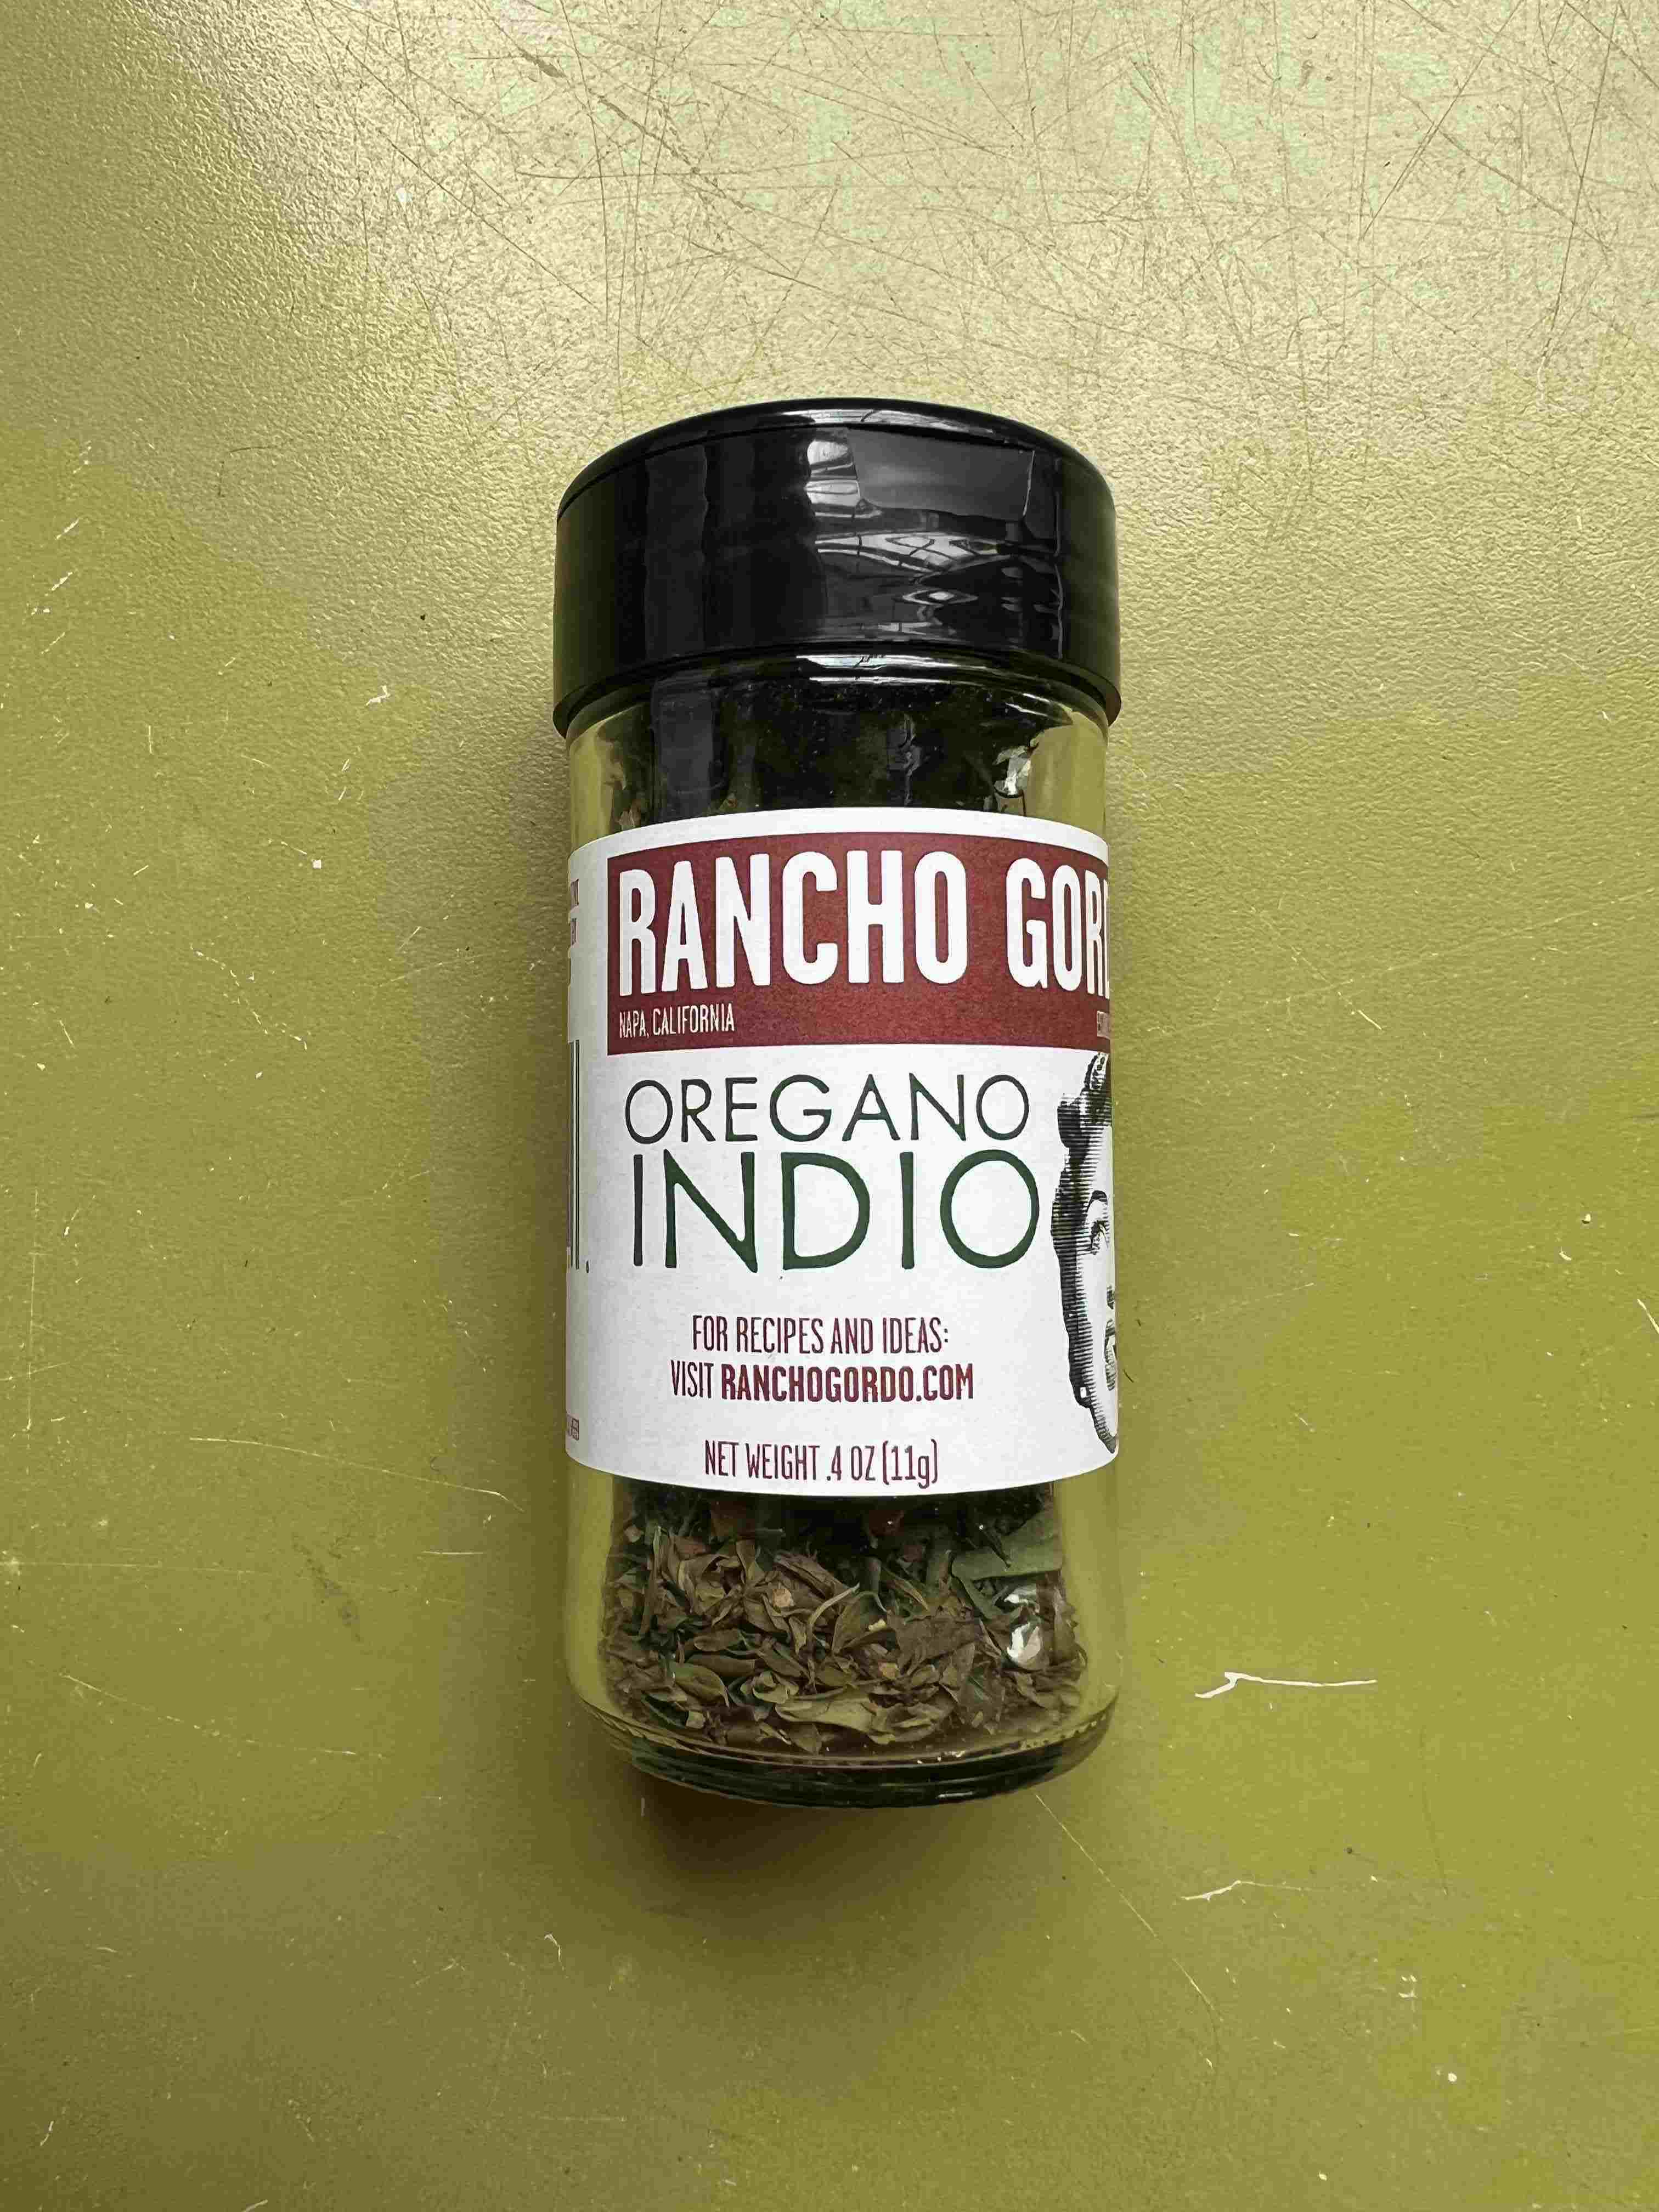 RANCHO GOR
NAPA, CALIFORNIA
OREGANO
INDIO
FOR RECIPES AND IDEAS:
VISIT RANCHOGORDO.COM
NET WEIGHT .4 OZ (11g)